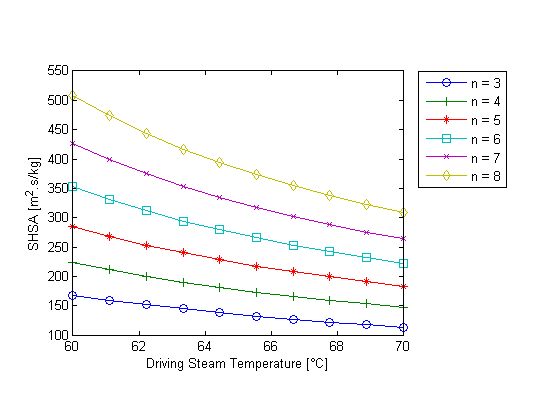 550
500
450
400
350
300
250
200
150
100
SHSA [m².s/kg]
60
62
64
66
68
70
Driving Steam Temperature [°C]
n = 3
n = 4
n = 5
n = 6
n = 7
n = 8